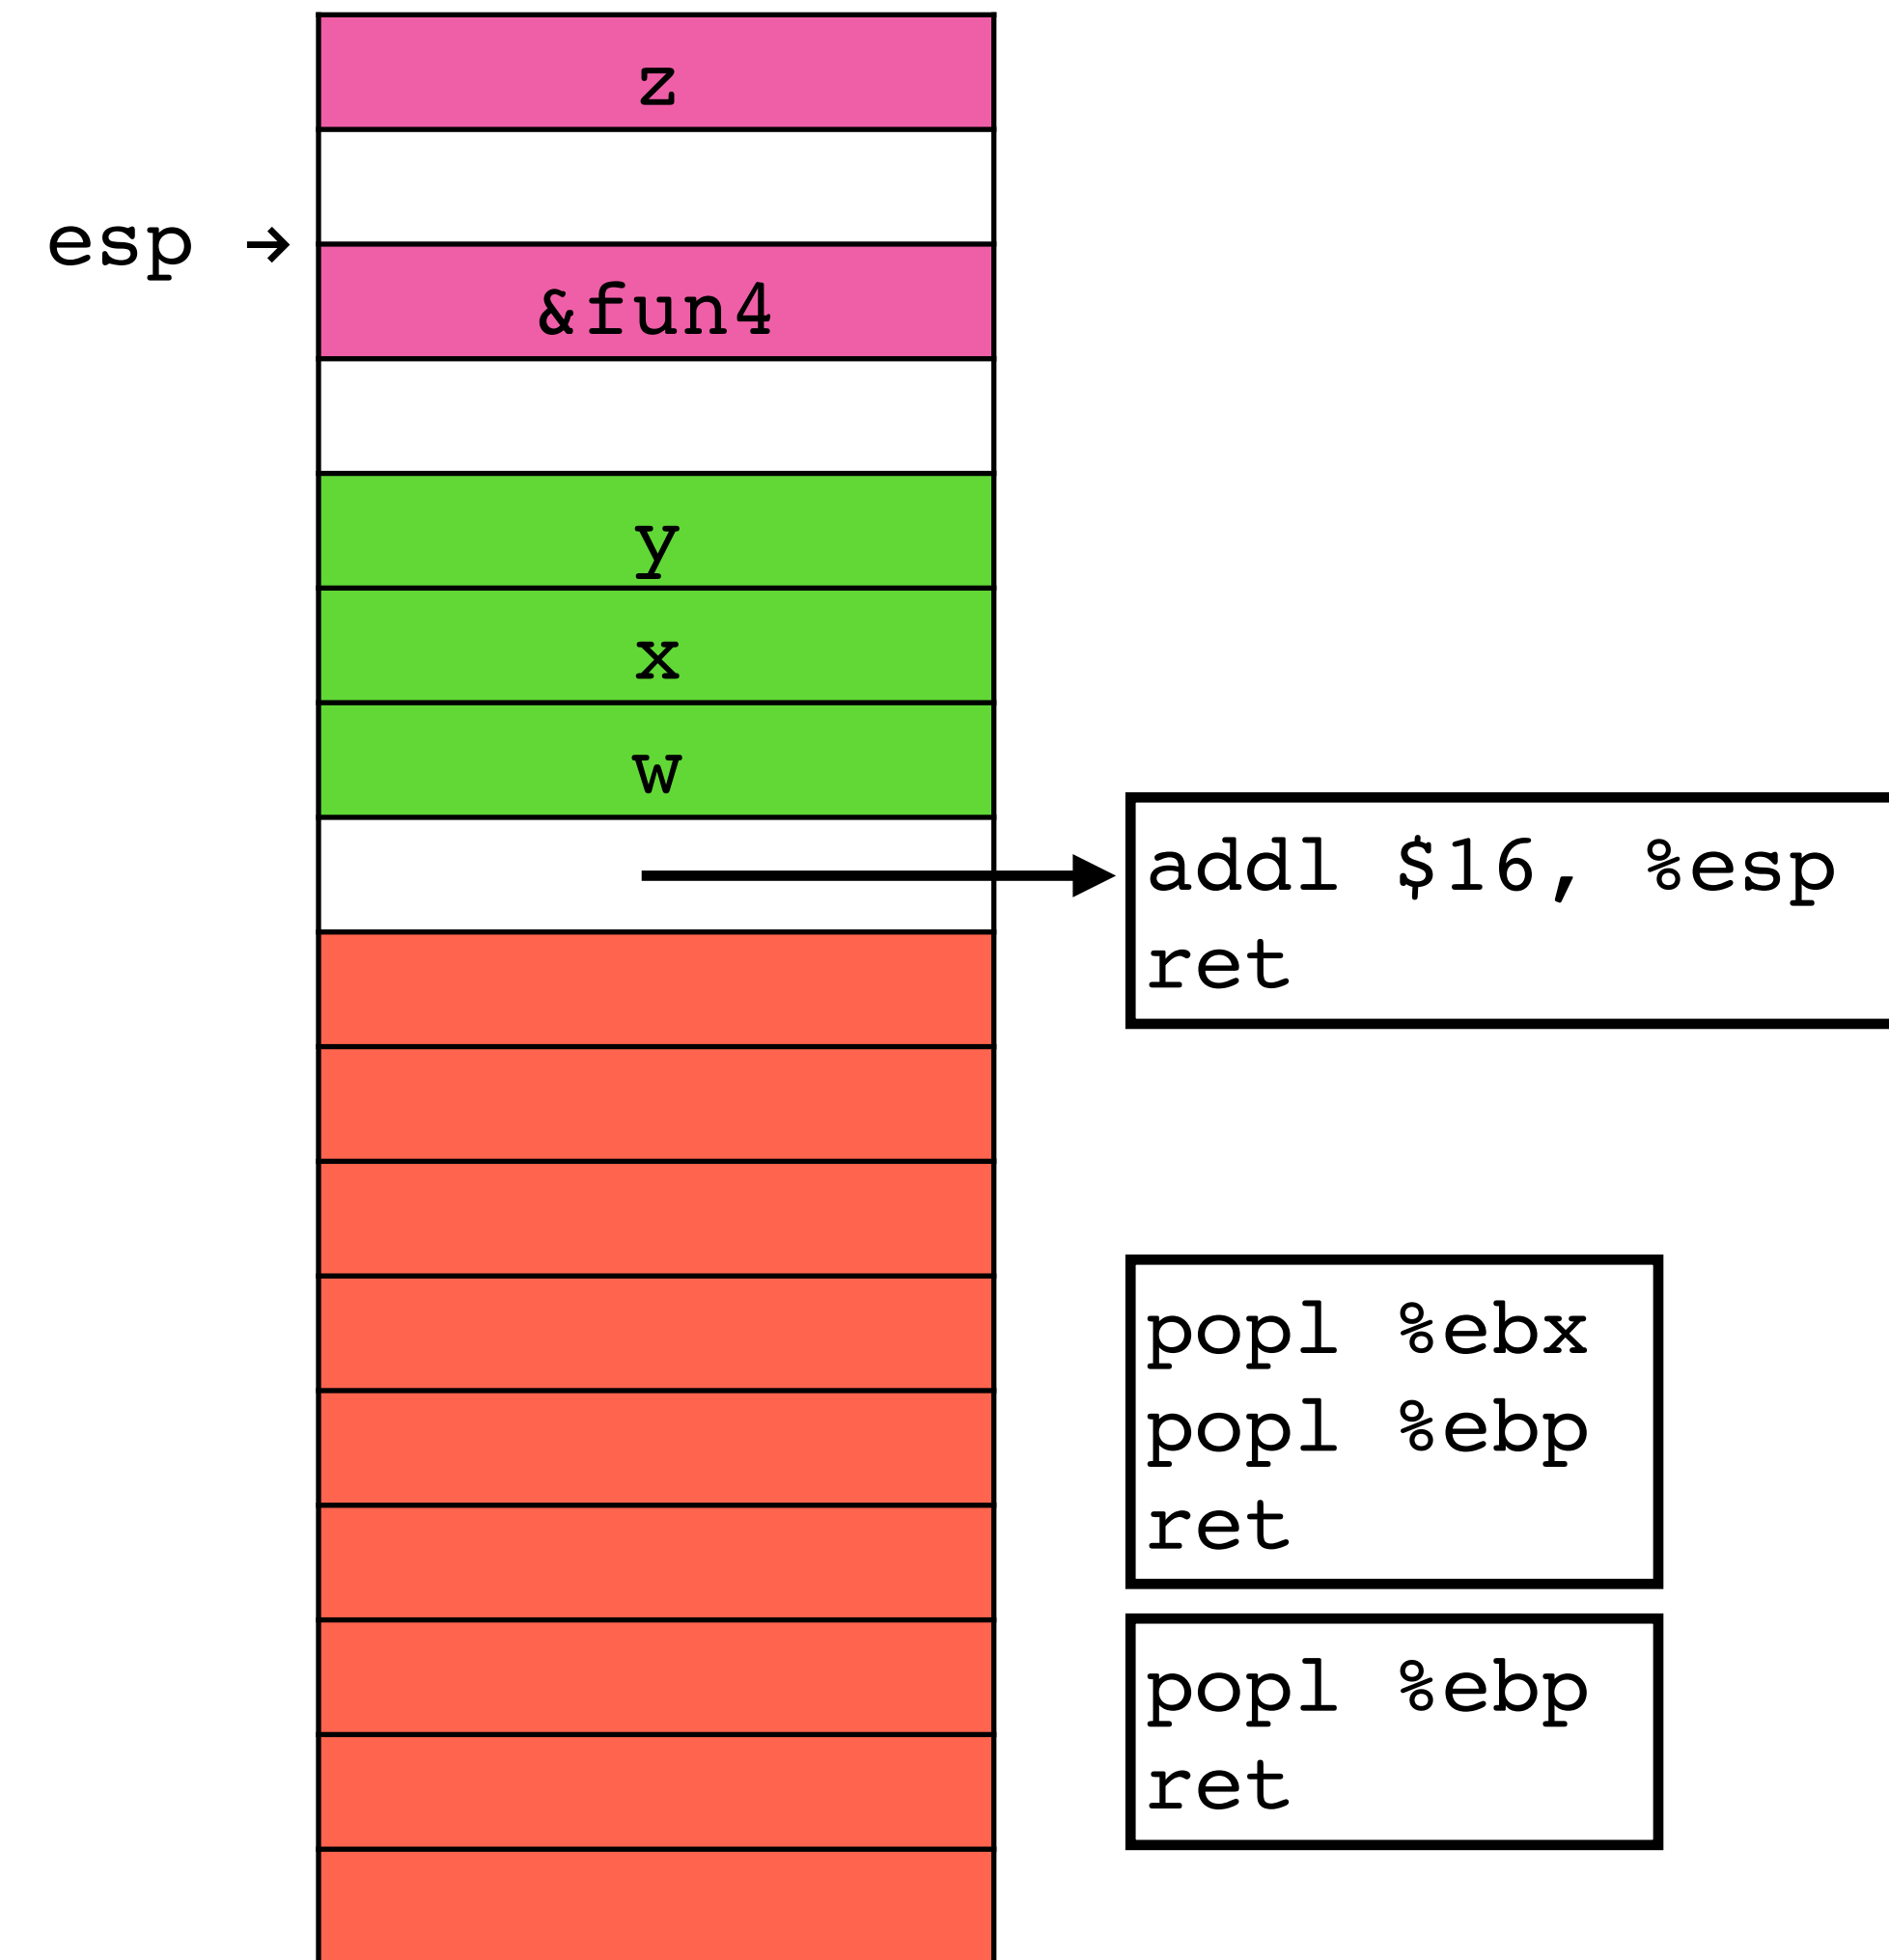 z
esp →
&fun4
y
x
w
addl $16, %esp
ret
popl %ebx
popl %ebp
ret
popl %ebp
ret